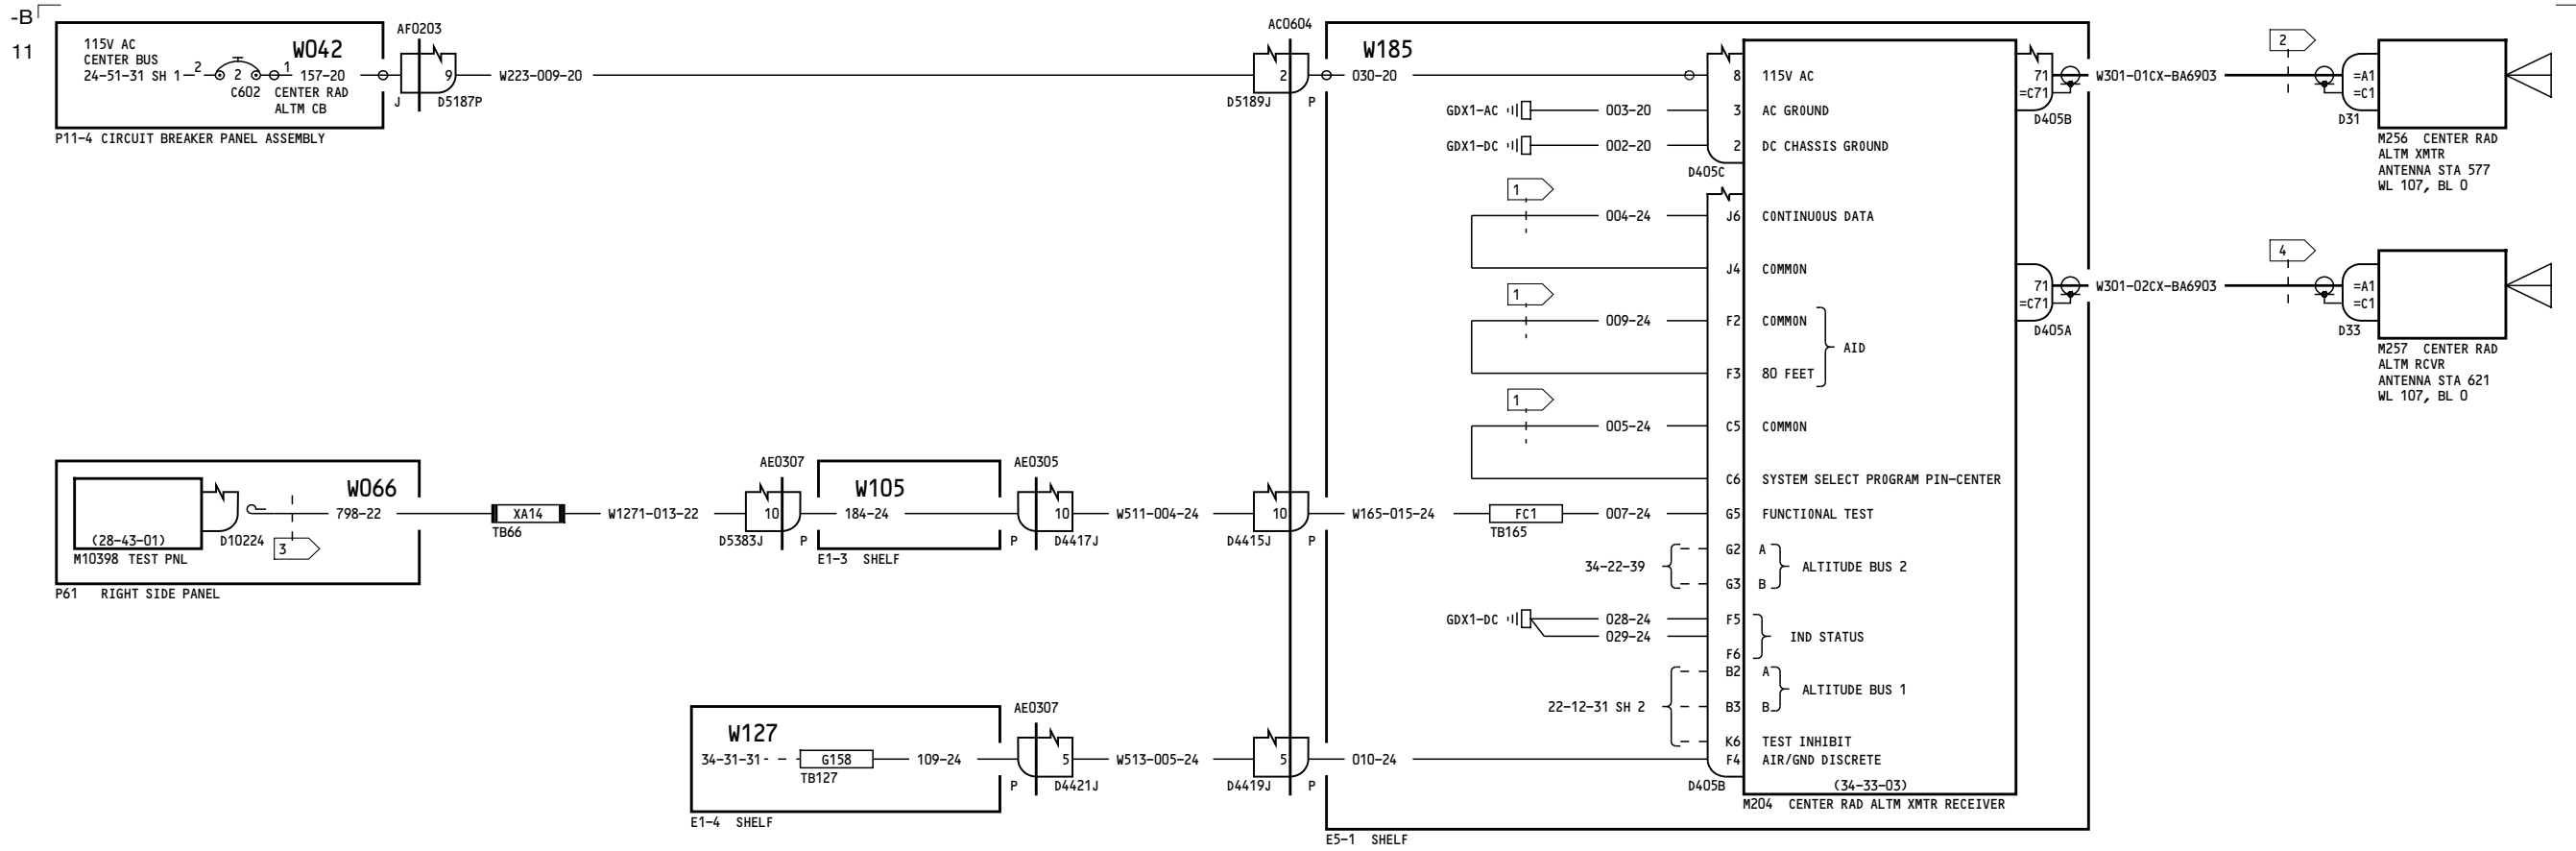 -B
11
115V AC
CENTER BUS
24-51-31 SH 1
2
2
C602
1
W042
157-20
CENTER RAD
ALTM CB
P11-4 CIRCUIT BREAKER PANEL ASSEMBLY
AF0203
9
J
D5187P
W223-009-20
AC0604
2
D5189J
P
W185
030-20
8
115V AC
GDX1-AC
003-20
3
AC GROUND
GDX1-DC
002-20
2
DC CHASSIS GROUND
D405C
1
004-24
J6
CONTINUOUS DATA
J4
COMMON
1
009-24
F2
COMMON
AID
F3
80 FEET
1
005-24
C5
COMMON
C6
SYSTEM SELECT PROGRAM PIN-CENTER
71
=C71
D405B
W301-01CX-BA6903
2
=A1
=C1
D31
M256 CENTER RAD
ALTM XMTR
ANTENNA STA 577
WL 107, BL 0
71
=C71
D405A
W301-02CX-BA6903
4
=A1
=C1
D33
M257 CENTER RAD
ALTM RCVR
ANTENNA STA 621
WL 107, BL 0
W066
(28-43-01)
M10398 TEST PNL
D10224
3
798-22
P61 RIGHT SIDE PANEL
XA14
TB66
W1271-013-22
AE0307
10
D5383J
P
W105
184-24
E1-3 SHELF
AE0305
10
P
D4417J
W511-004-24
10
D4415J
P
W165-015-24
FC1
TB165
007-24
G5
FUNCTIONAL TEST
34-22-39
G2
A
G3
B
ALTITUDE BUS 2
GDX1-DC
028-24
029-24
F5
F6
IND STATUS
22-12-31 SH 2
B2
A
B3
B
ALTITUDE BUS 1
K6
TEST INHIBIT
W127
34-31-31
G158
TB127
109-24
E1-4 SHELF
AE0307
5
P
D4421J
W513-005-24
5
D4419J
P
010-24
F4
AIR/GND DISCRETE
D405B
(34-33-03)
M204 CENTER RAD ALTM XMTR RECEIVER
E5-1 SHELF